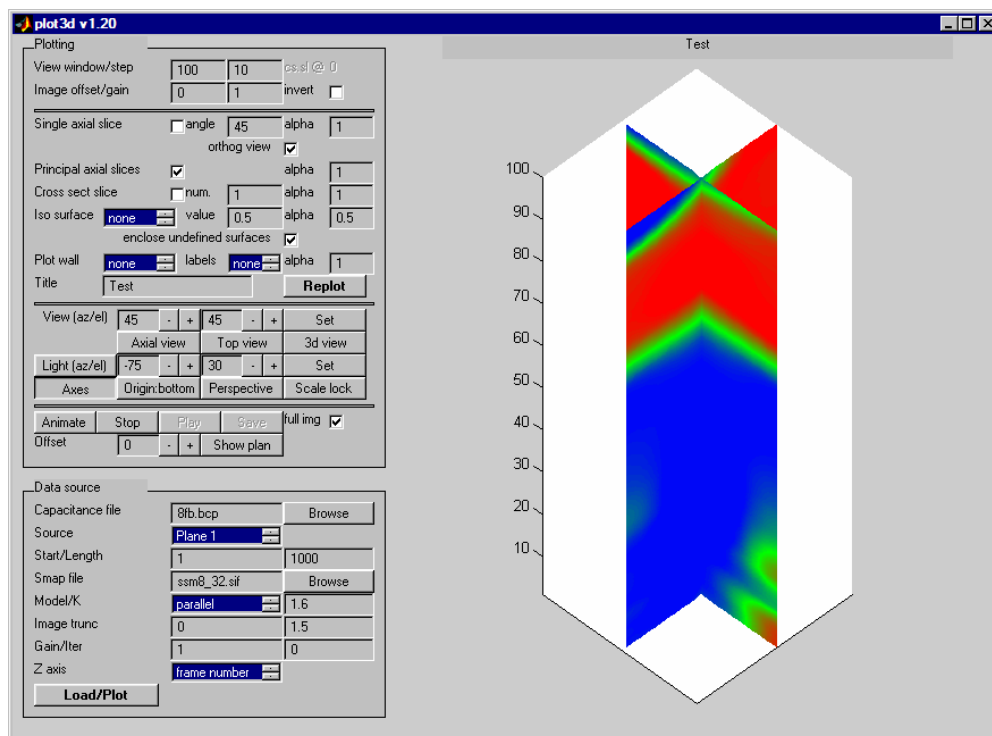 plot3d v1.20
Plotting
View window/step 100 10 cs.sl @ 0
Image offset/gain 0 1 invert
Single axial slice angle 45 alpha 1
orthog view
Principal axial slices alpha 1
Cross sect slice num. 1 alpha 1
Iso surface none value 0.5 alpha 0.5
enclose undefined surfaces
Plot wall none labels none alpha 1
Title Test Replot
View (az/el) 45 - + 45 - + Set
Axial view Top view 3d view
Light (az/el) -75 - + 30 - + Set
Axes Origin:bottom Perspective Scale lock
Animate Stop Play Save full img
Offset 0 - + Show plan
Data source
Capacitance file 8fb.bcp Browse
Source Plane 1
Start/Length 1 1000
Smap file ssm8_32.sif Browse
Model/K parallel 1.6
Image trunc 0 1.5
Gain/Iter 1 0
Z axis frame number
Load/Plot
Test
100
90
80
70
60
50
40
30
20
10